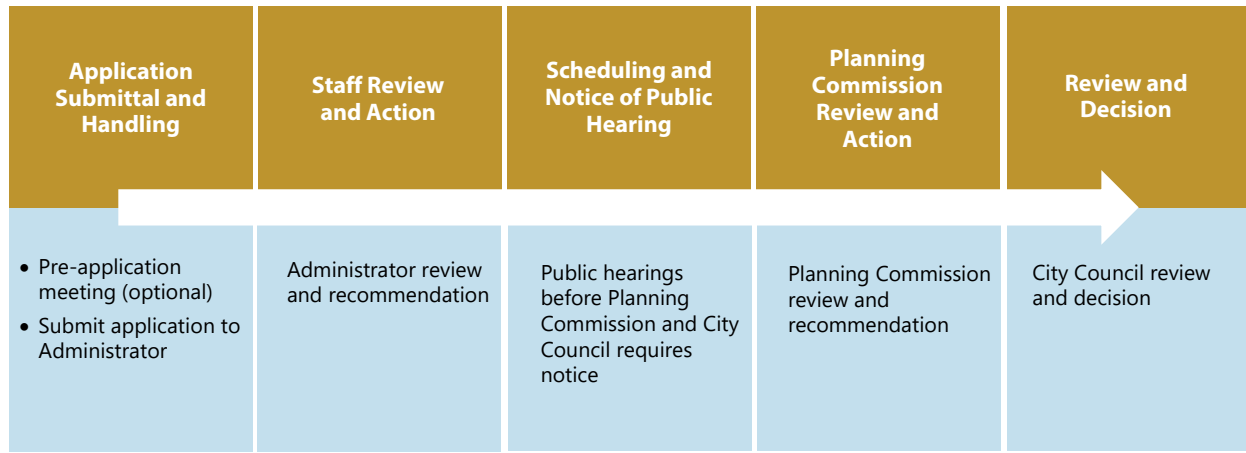 Application
Submittal and
Handling
Staff Review
and Action
Scheduling and
Notice of Public
Hearing
Planning
Commission
Review and
Action
Review and
Decision
• Pre-application
meeting (optional)
• Submit application to
Administrator
Administrator review
and recommendation
Public hearings
before Planning
Commission and City
Council requires
notice
Planning Commission
review and
recommendation
City Council review
and decision